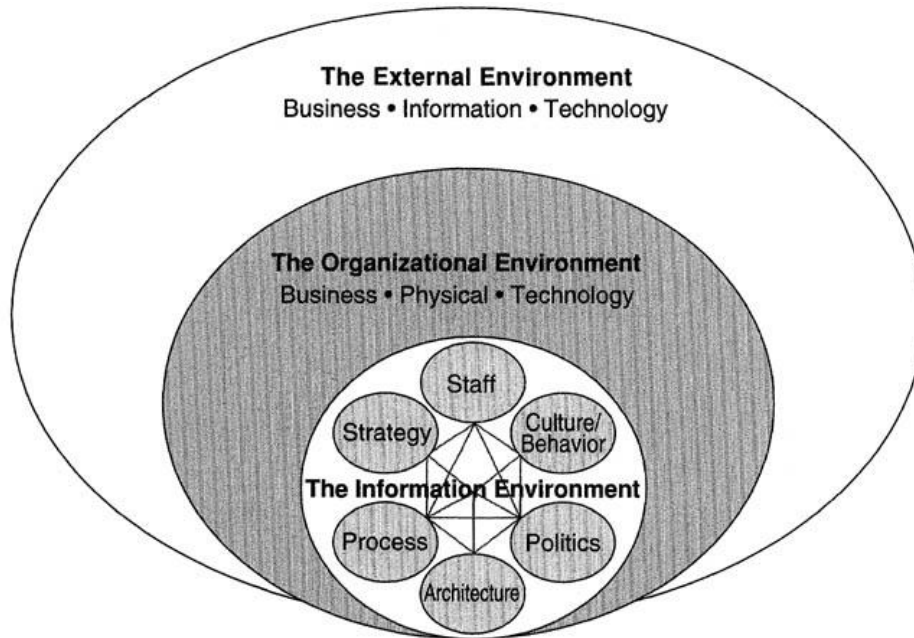 The External Environment
Business • Information • Technology
The Organizational Environment
Business • Physical • Technology
Staff
Strategy
Culture/
Behavior
The Information Environment
Process
Politics
Architecture